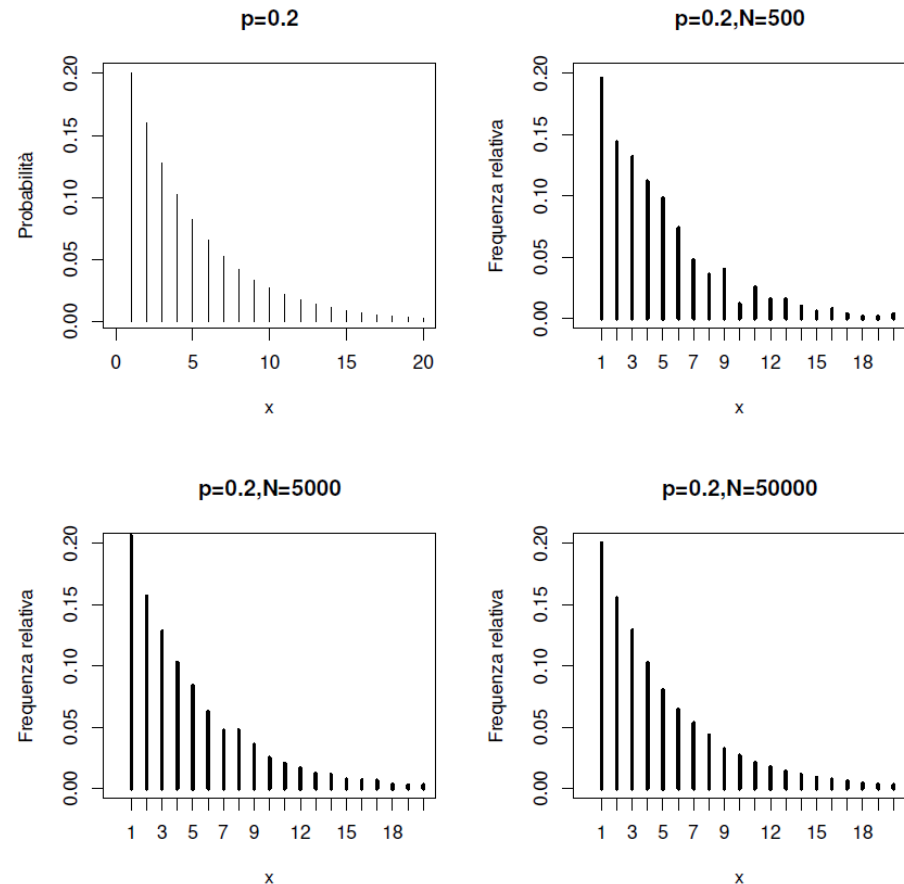 p=0.2
Probabilità
0.00 0.05 0.10 0.15 0.20
0 5 10 15 20
x
p=0.2,N=500
Frequenza relativa
0.00 0.05 0.10 0.15 0.20
1 3 5 7 9 12 15 18
x
p=0.2,N=5000
Frequenza relativa
0.00 0.05 0.10 0.15 0.20
1 3 5 7 9 12 15 18
x
p=0.2,N=50000
Frequenza relativa
0.00 0.05 0.10 0.15 0.20
1 3 5 7 9 12 15 18
x